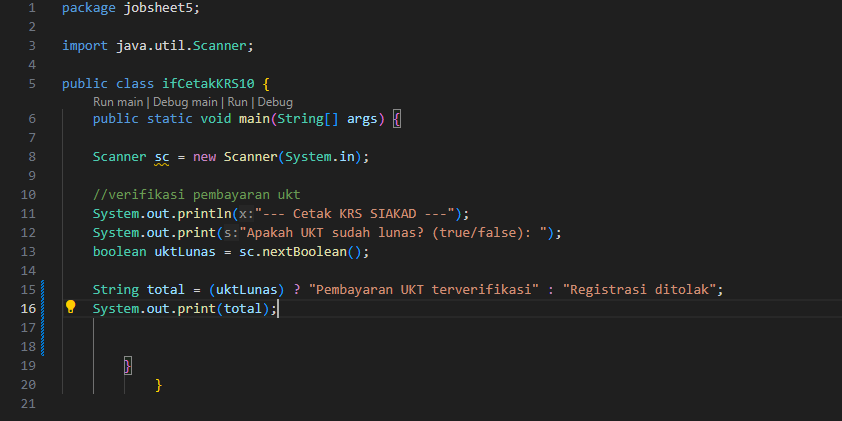 1 package jobsheet5;
2
3 import java.util.Scanner;
4
5 public class ifCetakKRS10 {
Run main | Debug main | Run | Debug
6 public static void main(String[] args) {
7
8 Scanner sc = new Scanner(System.in);
9
10 //verifikasi pembayaran ukt
11 System.out.println(x:"--- Cetak KRS SIAKAD ---");
12 System.out.print(s:"Apakah UKT sudah lunas? (true/false): ");
13 boolean uktLunas = sc.nextBoolean();
14
15 String total = (uktLunas) ? "Pembayaran UKT terverifikasi" : "Registrasi ditolak";
16 System.out.print(total);
17
18
19 }
20 }
21